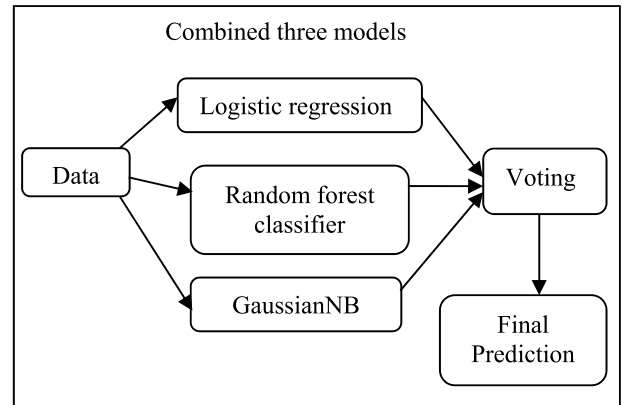 Combined three models
Logistic regression
Data
Random forest
classifier
GaussianNB
Voting
Final
Prediction